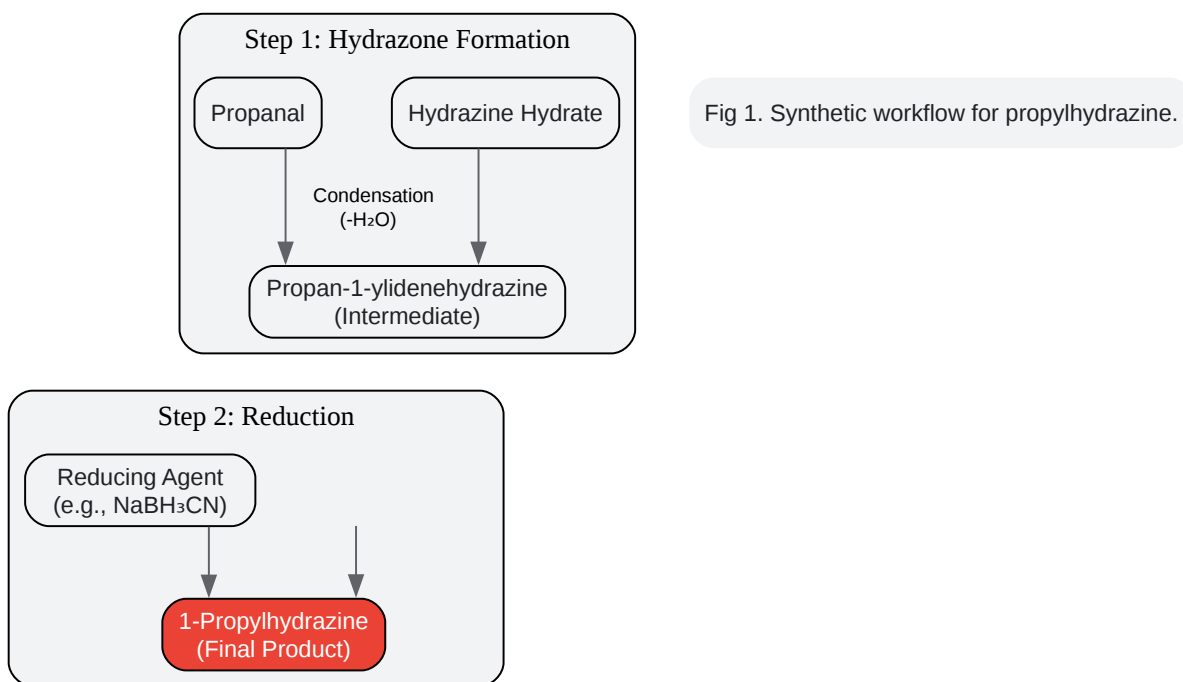 Step 1: Hydrazone Formation
Propanal
Hydrazine Hydrate
Fig 1. Synthetic workflow for propylhydrazine.
Condensation
(-H₂O)
Propan-1-ylidenehydrazine
(Intermediate)
Step 2: Reduction
Reducing Agent
(e.g., NaBH₃CN)
1-Propylhydrazine
(Final Product)